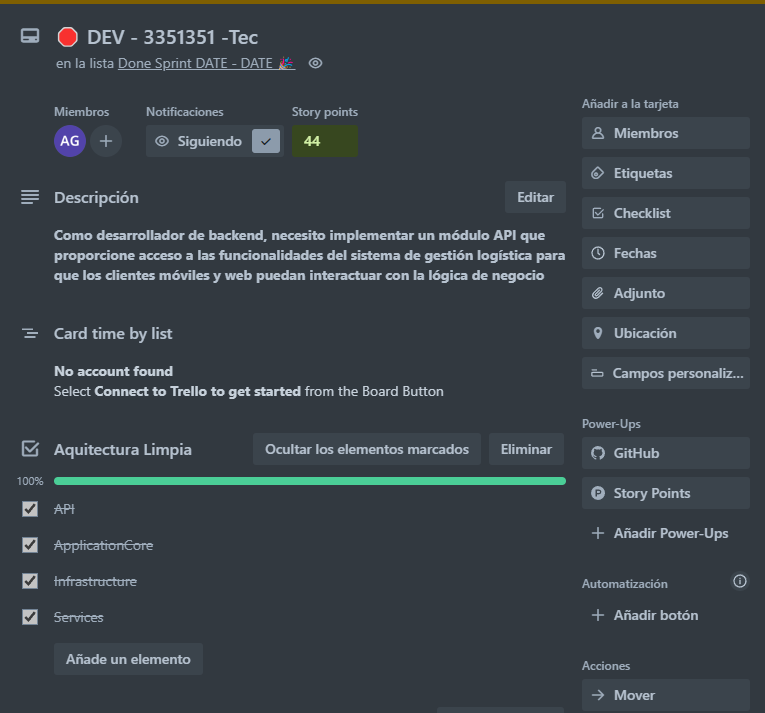 🛑 DEV - 3351351 -Tec
en la lista Done Sprint DATE - DATE 🎉
Miembros
Notificaciones
Story points
AG
Siguiendo
44
Descripción
Editar
Como desarrollador de backend, necesito implementar un módulo API que
proporcione acceso a las funcionalidades del sistema de gestión logística para
que los clientes móviles y web puedan interactuar con la lógica de negocio
Card time by list
No account found
Select Connect to Trello to get started from the Board Button
Aquitectura Limpia
Ocultar los elementos marcados
Eliminar
100%
API
ApplicationCore
Infrastructure
Services
Añade un elemento
Añadir a la tarjeta
Miembros
Etiquetas
Checklist
Fechas
Adjunto
Ubicación
Campos personaliz...
Power-Ups
GitHub
Story Points
+ Añadir Power-Ups
Automatización
+ Añadir botón
Acciones
→ Mover